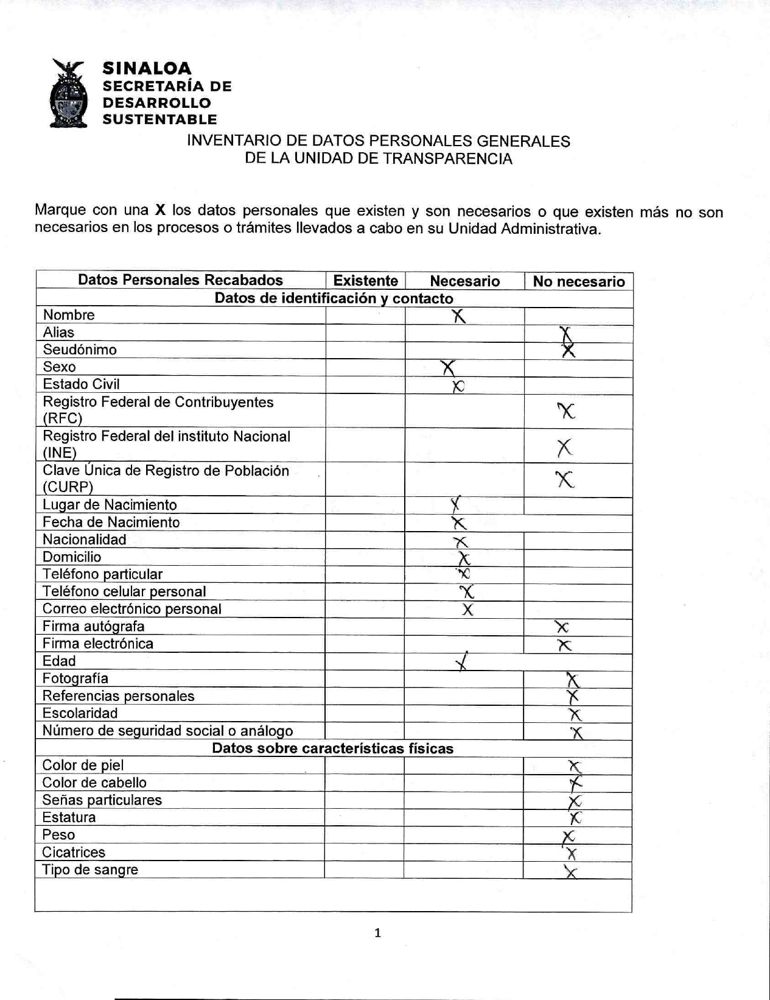 SINALOA
SECRETARÍA DE
DESARROLLO
SUSTENTABLE
INVENTARIO DE DATOS PERSONALES GENERALES
DE LA UNIDAD DE TRANSPARENCIA
Marque con una X los datos personales que existen y son necesarios o que existen más no son
necesarios en los procesos o trámites llevados a cabo en su Unidad Administrativa.
Datos Personales Recabados Existente Necesario No necesario
Datos de identificación y contacto
Nombre X
Alias X
Seudónimo X
Sexo X
Estado Civil X
Registro Federal de Contribuyentes
(RFC) X
Registro Federal del instituto Nacional
(INE) X
Clave Única de Registro de Población
(CURP) X
Lugar de Nacimiento X
Fecha de Nacimiento X
Nacionalidad X
Domicilio X
Teléfono particular X
Teléfono celular personal X
Correo electrónico personal X
Firma autógrafa X
Firma electrónica X
Edad X
Fotografía X
Referencias personales X
Escolaridad X
Número de seguridad social o análogo X
Datos sobre características físicas
Color de piel X
Color de cabello X
Señas particulares X
Estatura X
Peso X
Cicatrices X
Tipo de sangre X
1